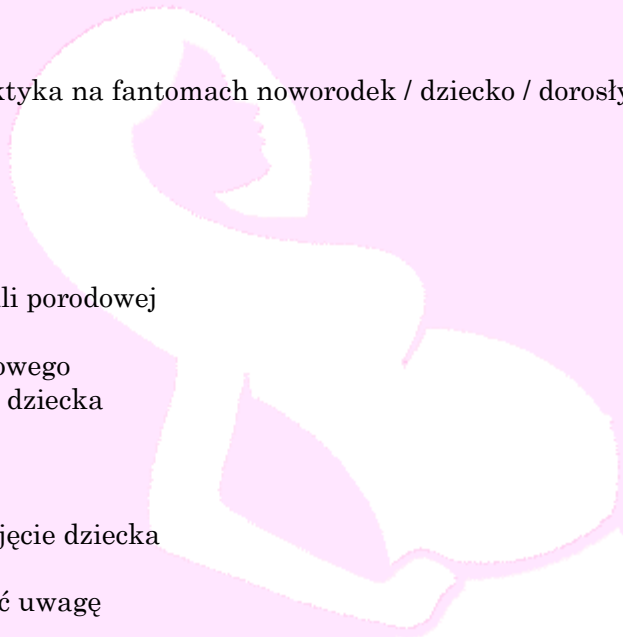 ktyka na fantomach noworodek / dziecko / dorosły
li porodowej
owego
dziecka
jęcie dziecka
ć uwagę